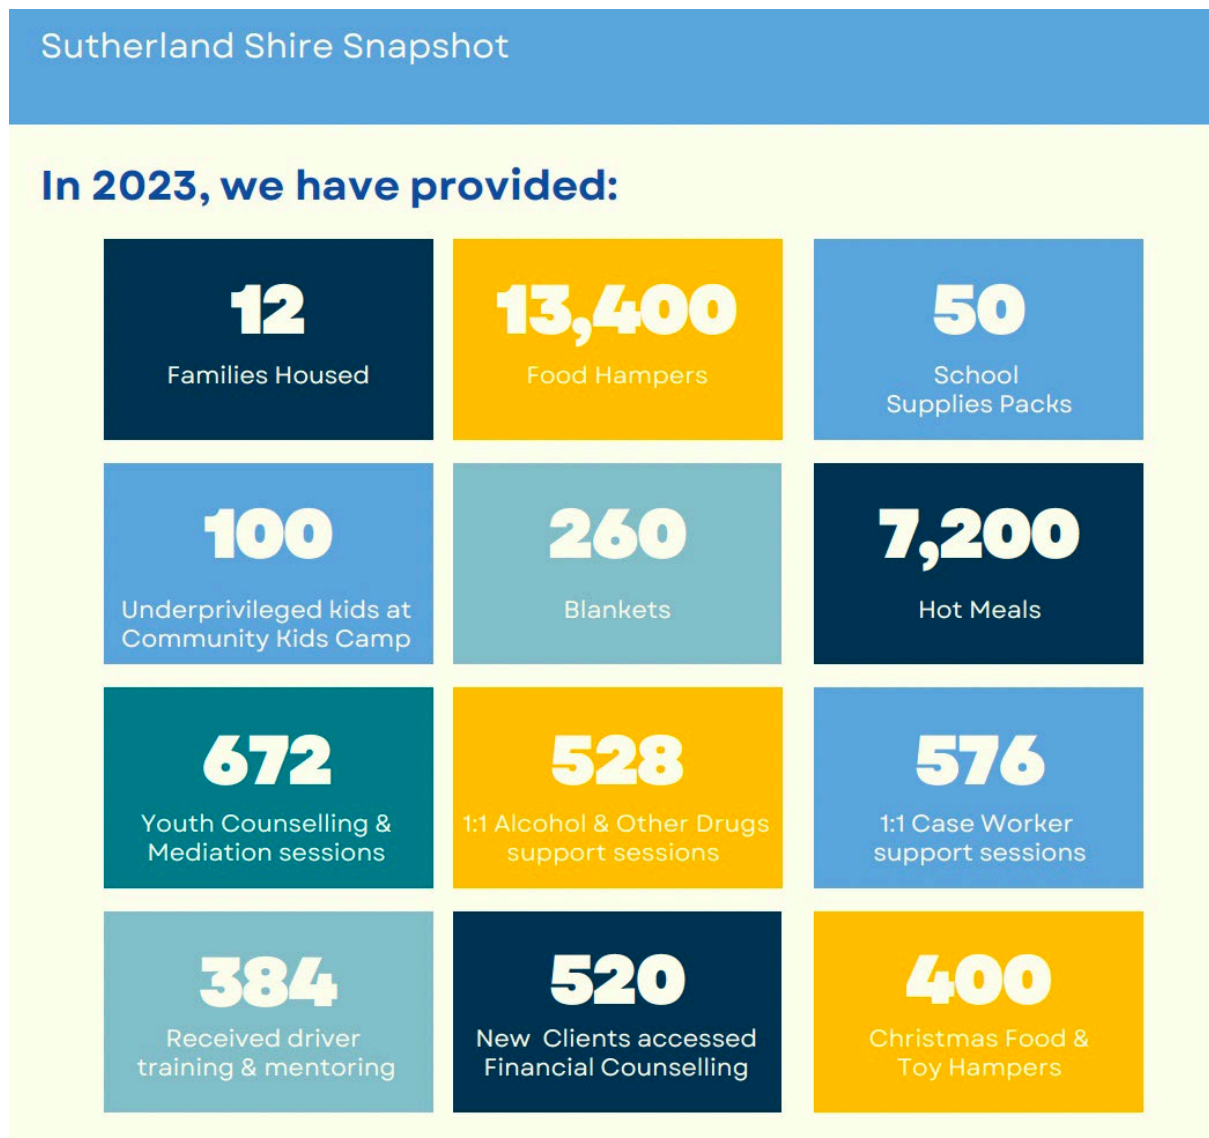 Sutherland Shire Snapshot
In 2023, we have provided:
12
Families Housed
13,400
Food Hampers
50
School
Supplies Packs
100
Underprivileged kids at
Community Kids Camp
260
Blankets
7,200
Hot Meals
672
Youth Counselling &
Mediation sessions
528
1:1 Alcohol & Other Drugs
support sessions
576
1:1 Case Worker
support sessions
384
Received driver
training & mentoring
520
New Clients accessed
Financial Counselling
400
Christmas Food &
Toy Hampers